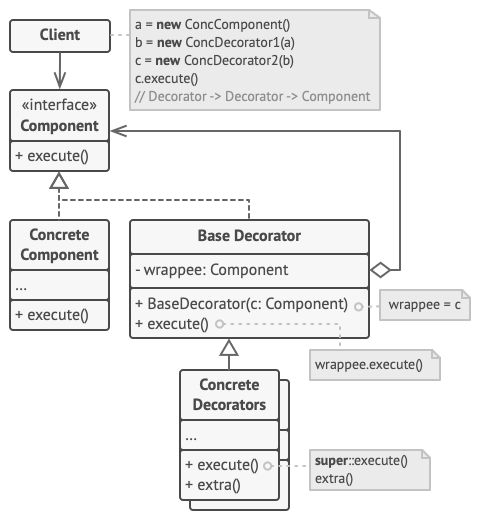 Client
a = new ConcComponent()
b = new ConcDecorator1(a)
c = new ConcDecorator2(b)
c.execute()
// Decorator -> Decorator -> Component
«interface»
Component
+ execute()
Concrete
Component
...
+ execute()
Base Decorator
- wrappee: Component
+ BaseDecorator(c: Component)
+ execute()
wrappee = c
wrappee.execute()
Concrete
Decorators
...
+ execute()
+ extra()
super::execute()
extra()